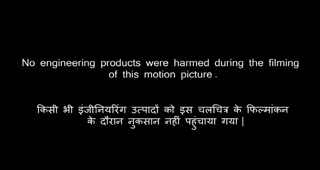 No engineering products were harmed during the filming
of this motion picture .
किसी भी इंजीनियरिंग उत्पादों को इस चलचित्र के फिल्मांकन
के दौरान नुकसान नहीं पहुंचाया गया |